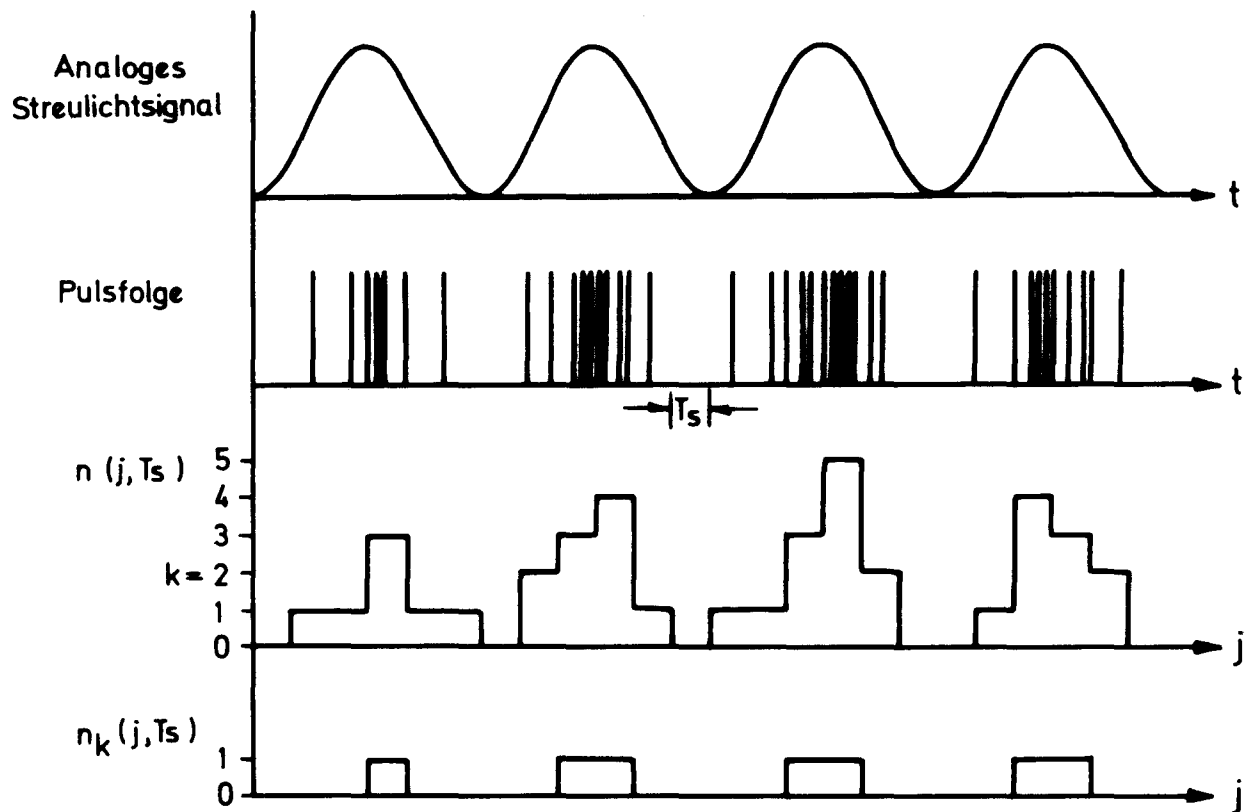 Analoges
Streulichtsignal
t
Pulsfolge
t
Ts
n (j,Ts)
5
4
3
k = 2
1
0
j
nk (j,Ts)
1
0
j